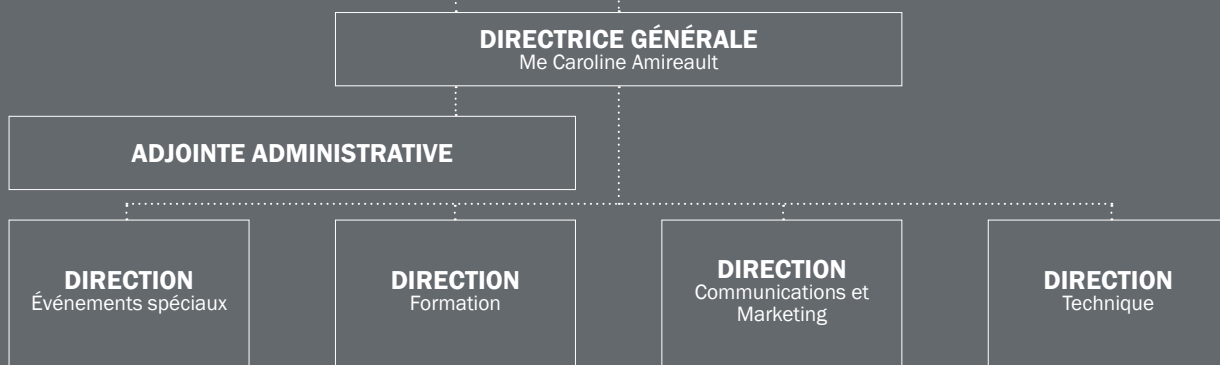 DIRECTRICE GÉNÉRALE
Me Caroline Amireault
ADJOINTE ADMINISTRATIVE
DIRECTION
Événements spéciaux
DIRECTION
Formation
DIRECTION
Communications et
Marketing
DIRECTION
Technique